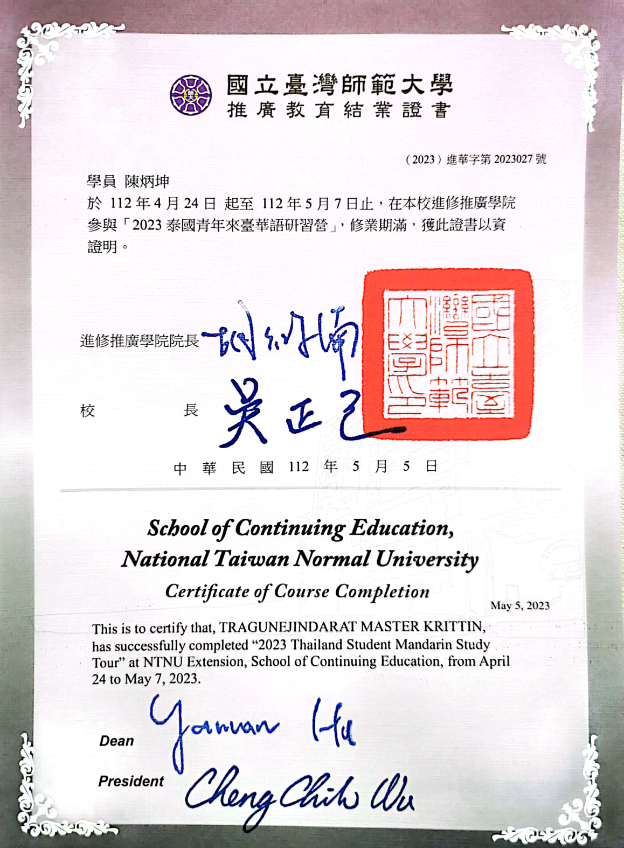 國立臺灣師範大學
推廣教育結業證書
（2023）進華字第 2023027 號
學員 陳炳坤
於 112 年 4 月 24 日 起至 112 年 5 月 7 日止，在本校進修推廣學院
參與「2023 泰國青年來臺華語研習營」，修業期滿，獲此證書以資
證明。
進修推廣學院院長
校 長 吳正己
國立臺灣師範大學印
中 華 民 國 112 年 5 月 5 日
School of Continuing Education,
National Taiwan Normal University
Certificate of Course Completion
May 5, 2023
This is to certify that, TRAGUNEJINDARAT MASTER KRITTIN,
has successfully completed “2023 Thailand Student Mandarin Study
Tour” at NTNU Extension, School of Continuing Education, from April
24 to May 7, 2023.
Dean Yauman Hu
President Cheng Chih Wu